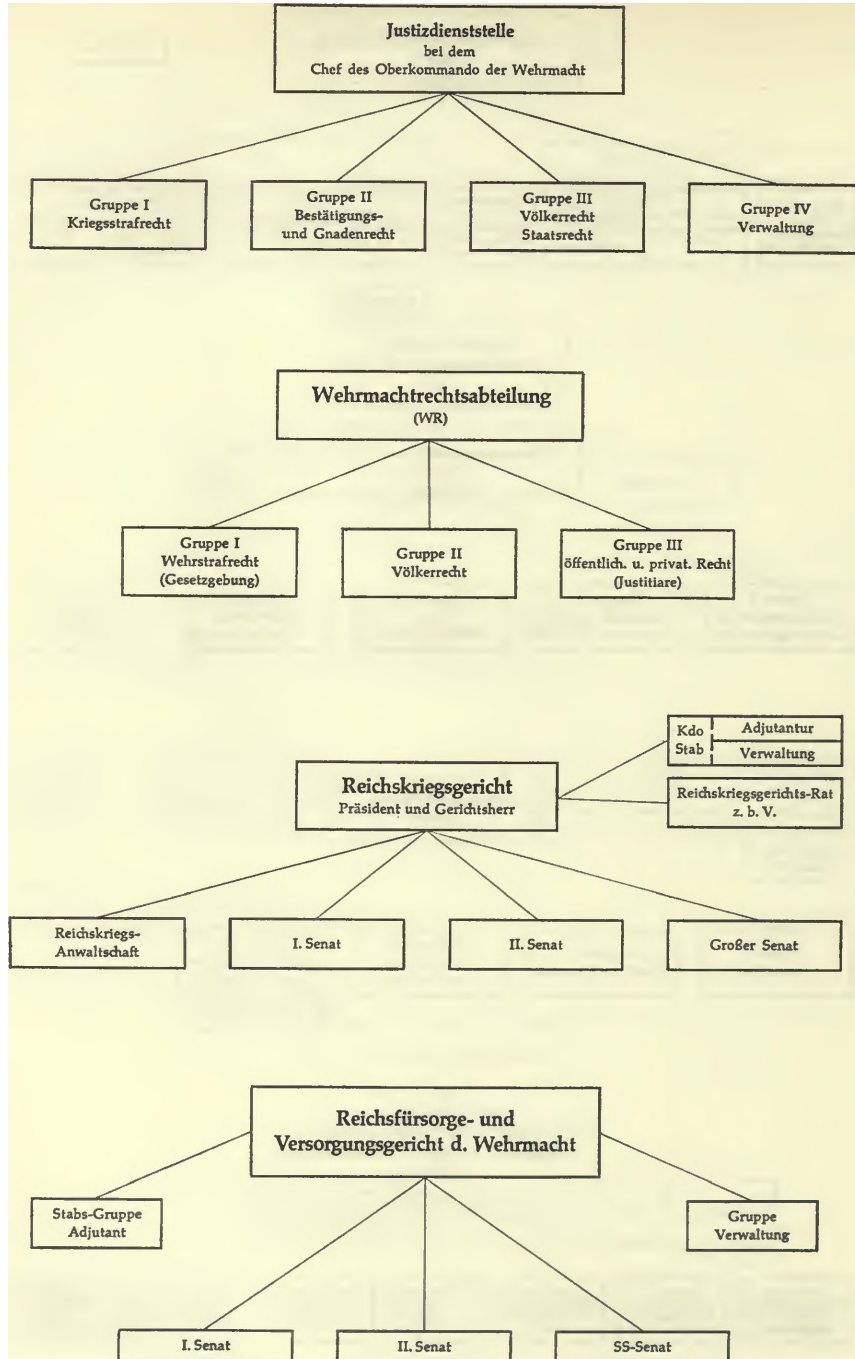 Justizdienststelle
bei dem
Chef des Oberkommando der Wehrmacht
Gruppe I
Kriegsstrafrecht
Gruppe II
Bestätigungs-
und Gnadenrecht
Gruppe III
Völkerrecht
Staatsrecht
Gruppe IV
Verwaltung
Wehrmachtrechtsabteilung
(WR)
Gruppe I
Wehrstrafrecht
(Gesetzgebung)
Gruppe II
Völkerrecht
Gruppe III
öffentlich. u. privat. Recht
(Justitiare)
Kdo
Stab
Adjutantur
Verwaltung
Reichskriegsgericht
Präsident und Gerichtsherr
Reichskriegsgerichts-Rat
z. b. V.
Reichskriegs-
Anwaltschaft
I. Senat
II. Senat
Großer Senat
Reichsfürsorge- und
Versorgungsgericht d. Wehrmacht
Stabs-Gruppe
Adjutant
Gruppe
Verwaltung
I. Senat
II. Senat
SS-Senat